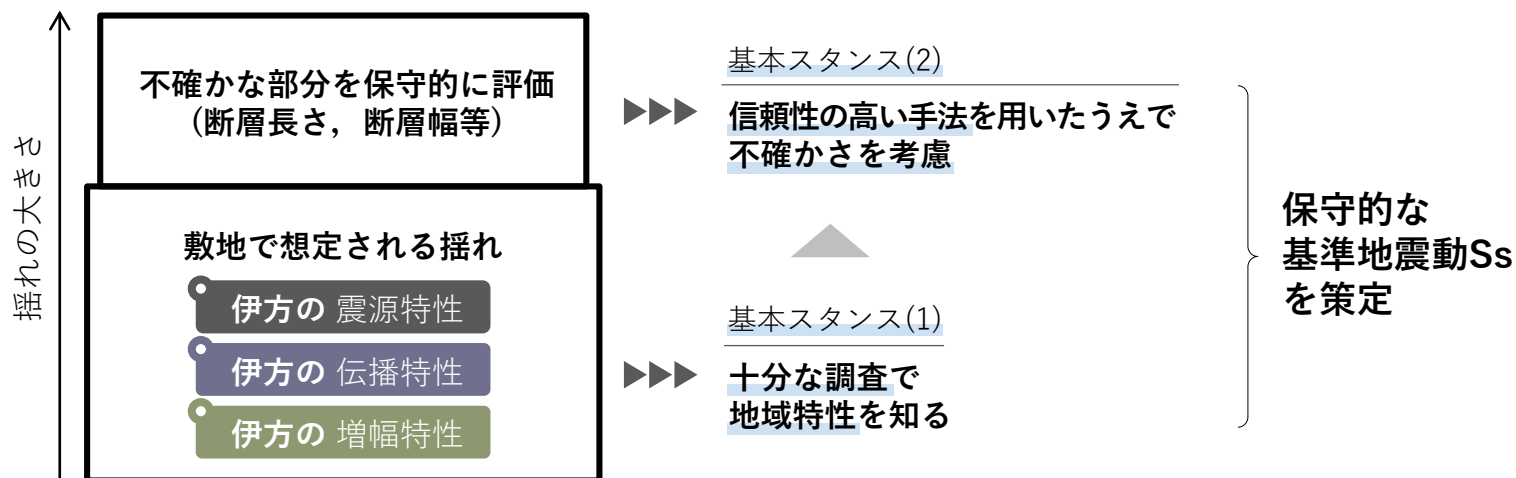 揺れの大きさ
不確かな部分を保守的に評価
(断層長さ，断層幅等)
敷地で想定される揺れ
伊方の 震源特性
伊方の 伝播特性
伊方の 増幅特性
基本スタンス(2)
信頼性の高い手法を用いたうえで
不確かさを考慮
基本スタンス(1)
十分な調査で
地域特性を知る
保守的な
基準地震動Ss
を策定